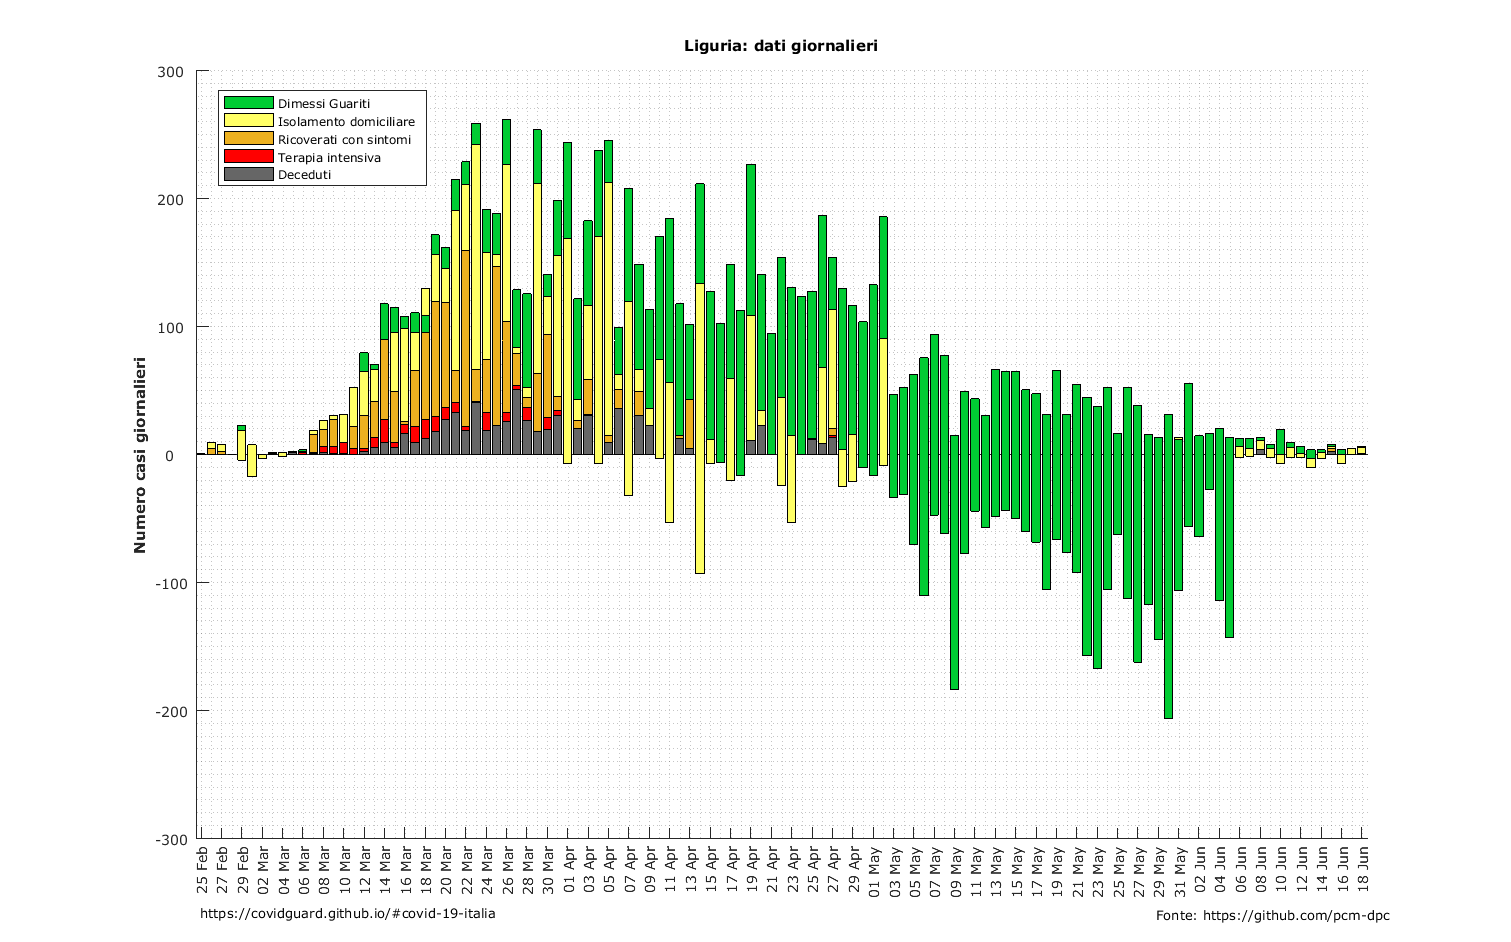 Liguria: dati giornalieri
300
200
100
0
-100
-200
-300
Numero casi giornalieri
Dimessi Guariti
Isolamento domiciliare
Ricoverati con sintomi
Terapia intensiva
Deceduti
25 Feb
27 Feb
29 Feb
02 Mar
04 Mar
06 Mar
08 Mar
10 Mar
12 Mar
14 Mar
16 Mar
18 Mar
20 Mar
22 Mar
24 Mar
26 Mar
28 Mar
30 Mar
01 Apr
03 Apr
05 Apr
07 Apr
09 Apr
11 Apr
13 Apr
15 Apr
17 Apr
19 Apr
21 Apr
23 Apr
25 Apr
27 Apr
29 Apr
01 May
03 May
05 May
07 May
09 May
11 May
13 May
15 May
17 May
19 May
21 May
23 May
25 May
27 May
29 May
31 May
02 Jun
04 Jun
06 Jun
08 Jun
10 Jun
12 Jun
14 Jun
16 Jun
18 Jun
https://covidguard.github.io/#covid-19-italia
Fonte: https://github.com/pcm-dpc